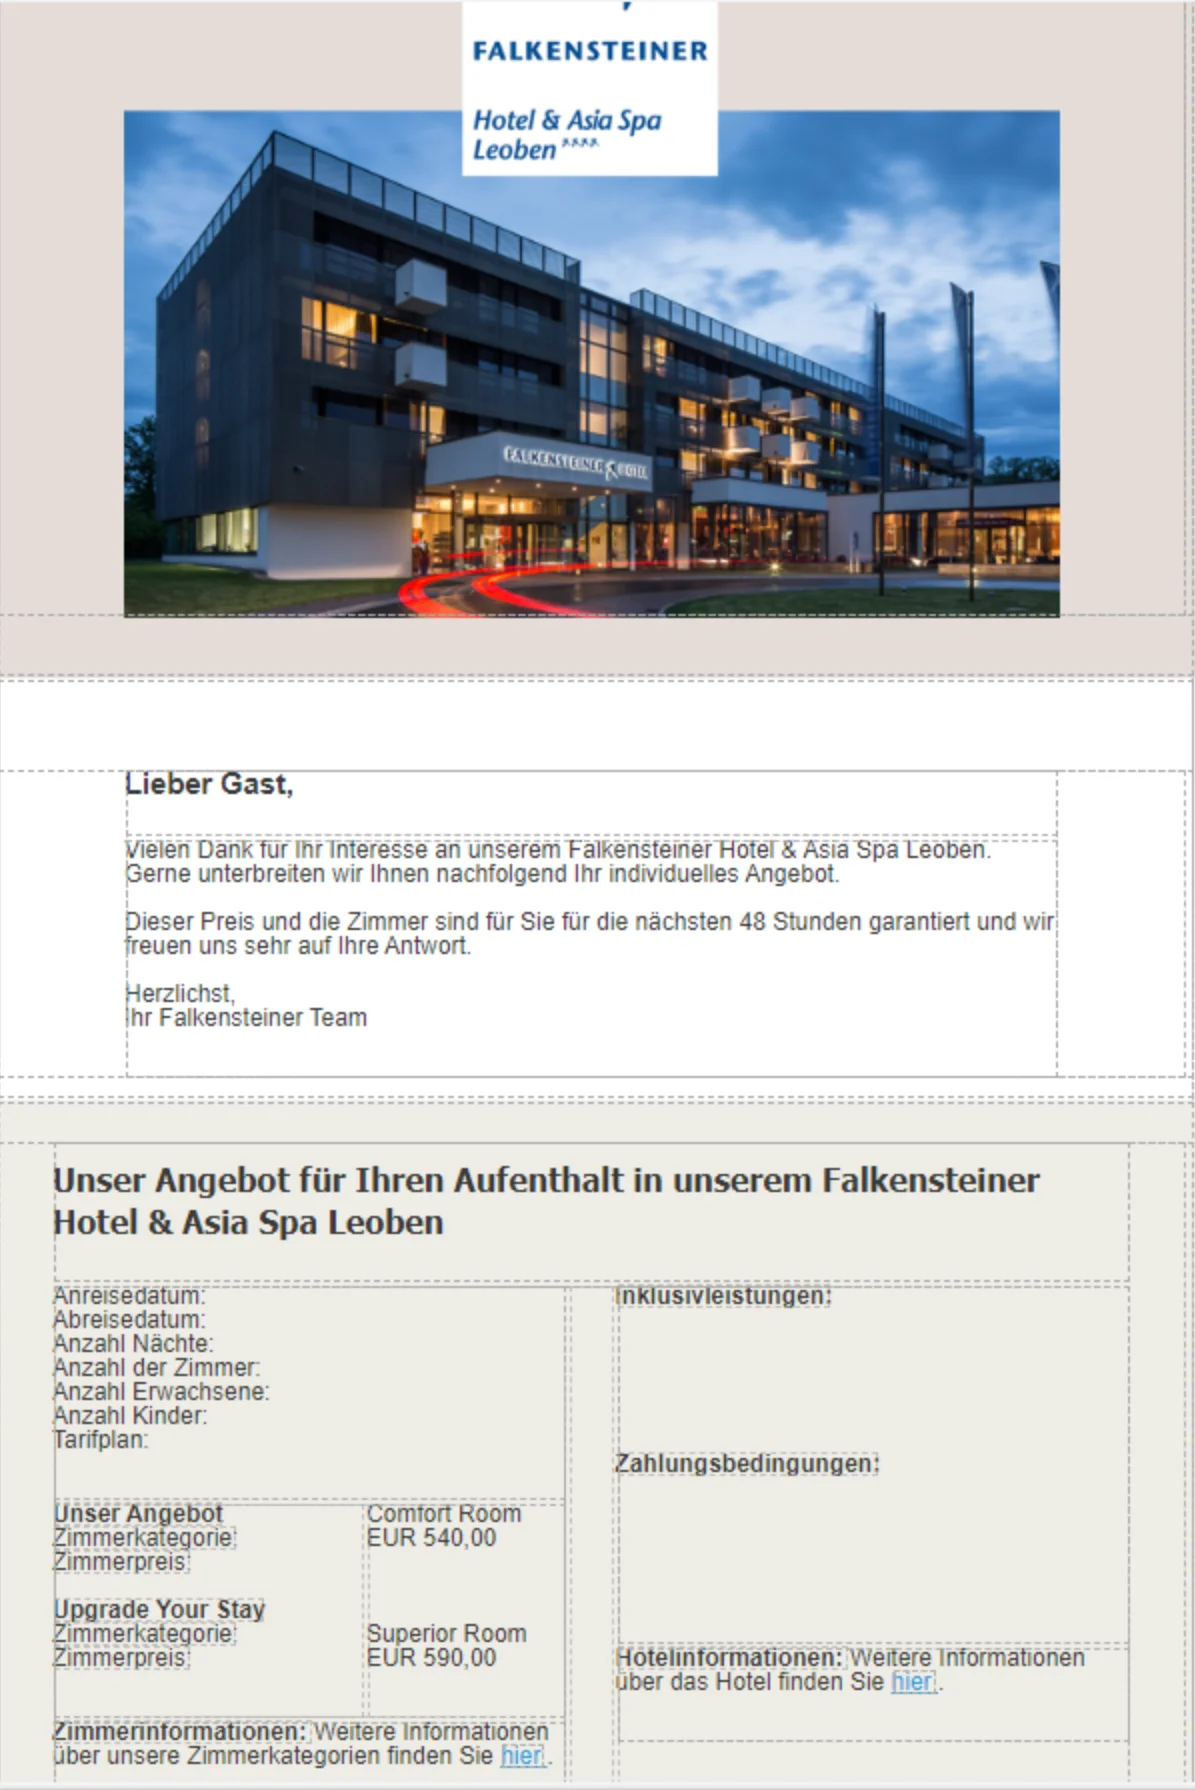 FALKENSTEINER
Hotel & Asia Spa
Leoben ****
FALKENSTEINER HOTEL
Lieber Gast,
Vielen Dank für Ihr Interesse an unserem Falkensteiner Hotel & Asia Spa Leoben.
Gerne unterbreiten wir Ihnen nachfolgend Ihr individuelles Angebot.
Dieser Preis und die Zimmer sind für Sie für die nächsten 48 Stunden garantiert und wir
freuen uns sehr auf Ihre Antwort.
Herzlichst,
Ihr Falkensteiner Team
Unser Angebot für Ihren Aufenthalt in unserem Falkensteiner
Hotel & Asia Spa Leoben
Anreisedatum:
Abreisedatum:
Anzahl Nächte:
Anzahl der Zimmer:
Anzahl Erwachsene:
Anzahl Kinder:
Tarifplan:
Unser Angebot
Zimmerkategorie: Comfort Room
Zimmerpreis: EUR 540,00
Upgrade Your Stay
Zimmerkategorie: Superior Room
Zimmerpreis: EUR 590,00
Zimmerinformationen: Weitere Informationen
über unsere Zimmerkategorien finden Sie hier.
Inklusivleistungen:
Zahlungsbedingungen:
Hotelinformationen: Weitere Informationen
über das Hotel finden Sie hier.